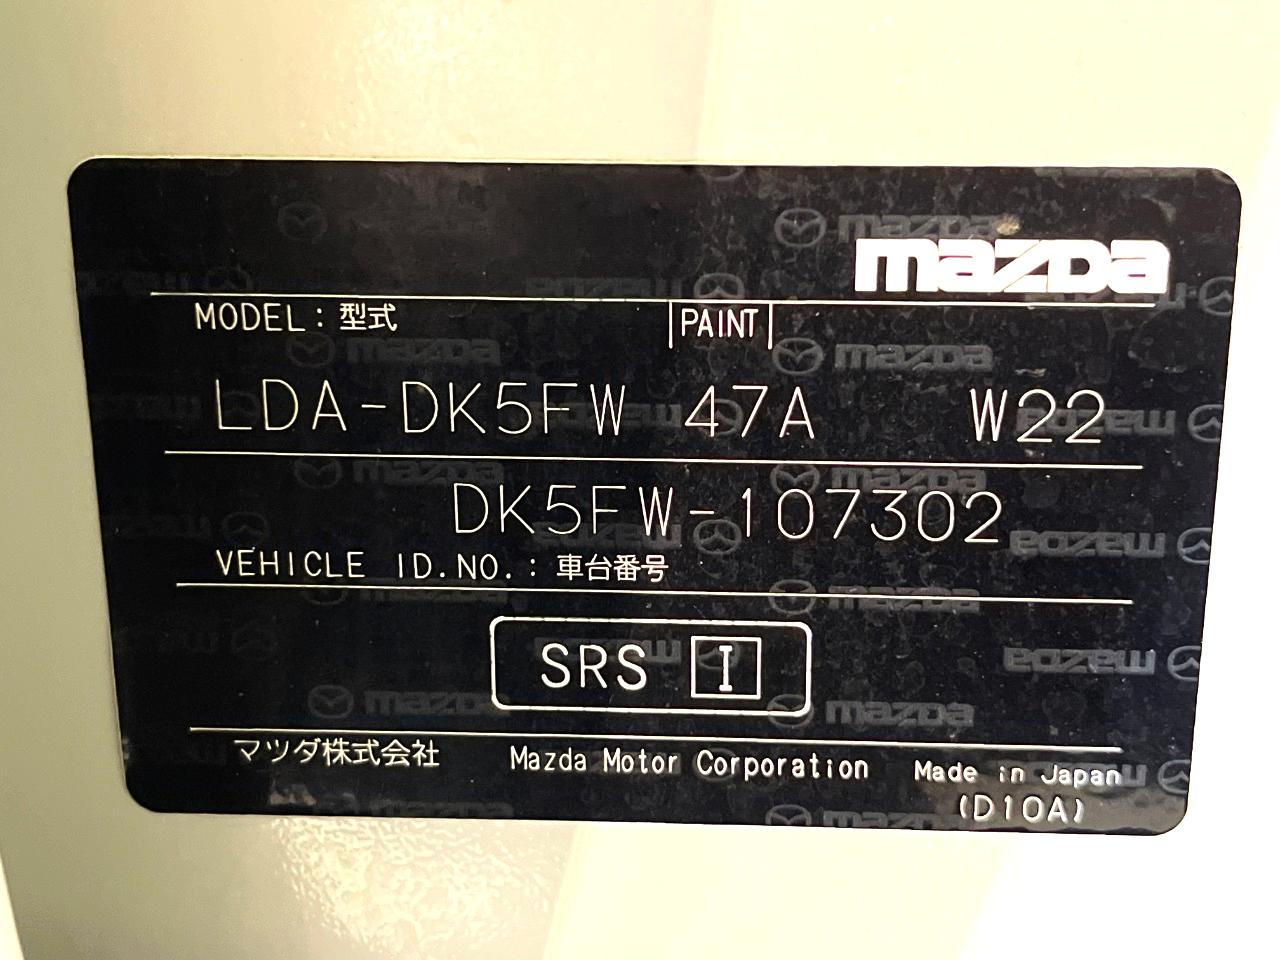 mazda
MODEL : 型式 PAINT
LDA-DK5FW 47A W22
DK5FW-107302
VEHICLE ID.NO. : 車台番号
SRS I
マツダ株式会社 Mazda Motor Corporation Made in Japan
(D10A)